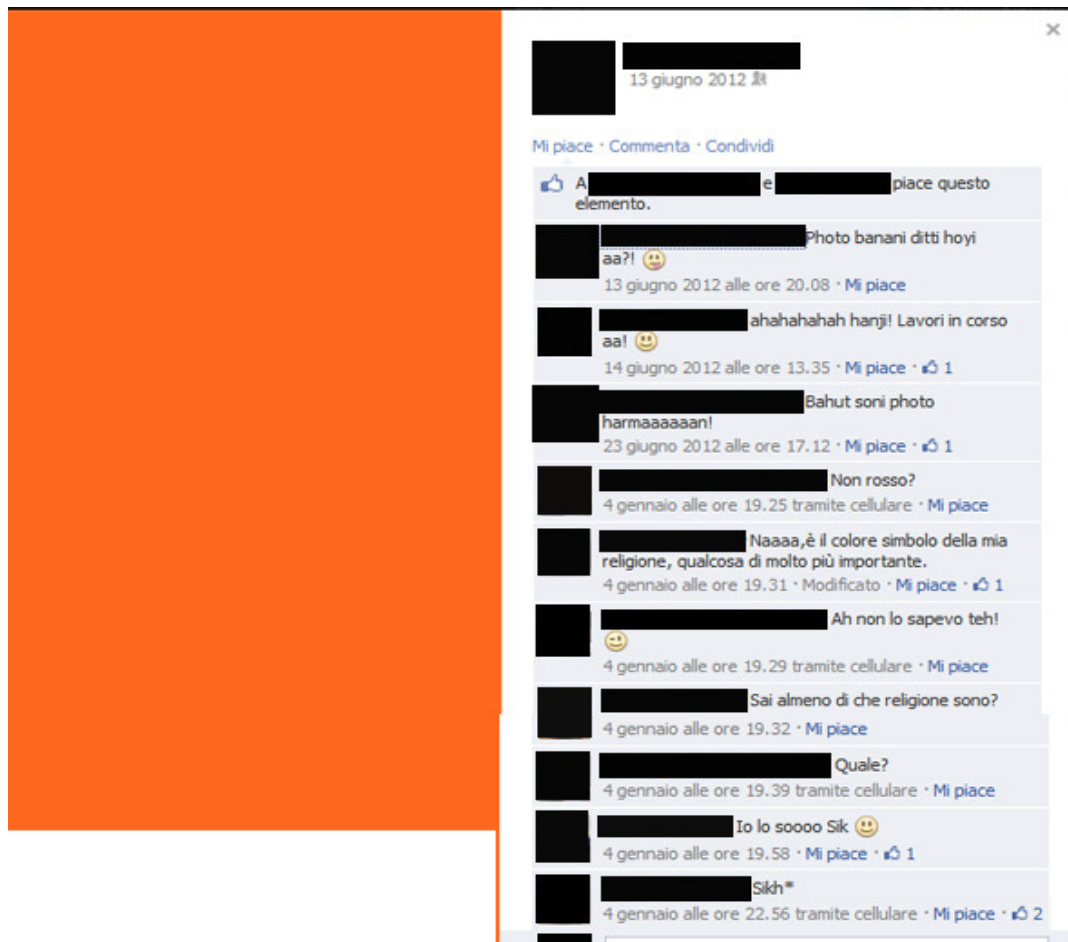 13 giugno 2012
Mi piace · Commenta · Condividi
A e piace questo
elemento.
Photo banani ditti hoyi
aa?!
13 giugno 2012 alle ore 20.08 · Mi piace
ahahahahah hanji! Lavori in corso
aa!
14 giugno 2012 alle ore 13.35 · Mi piace · 1
Bahut soni photo
harmaaaaaan!
23 giugno 2012 alle ore 17.12 · Mi piace · 1
Non rosso?
4 gennaio alle ore 19.25 tramite cellulare · Mi piace
Naaaa,è il colore simbolo della mia
religione, qualcosa di molto più importante.
4 gennaio alle ore 19.31 · Modificato · Mi piace · 1
Ah non lo sapevo teh!
4 gennaio alle ore 19.29 tramite cellulare · Mi piace
Sai almeno di che religione sono?
4 gennaio alle ore 19.32 · Mi piace
Quale?
4 gennaio alle ore 19.39 tramite cellulare · Mi piace
Io lo soooo Sik
4 gennaio alle ore 19.58 · Mi piace · 1
Sikh*
4 gennaio alle ore 22.56 tramite cellulare · Mi piace · 2